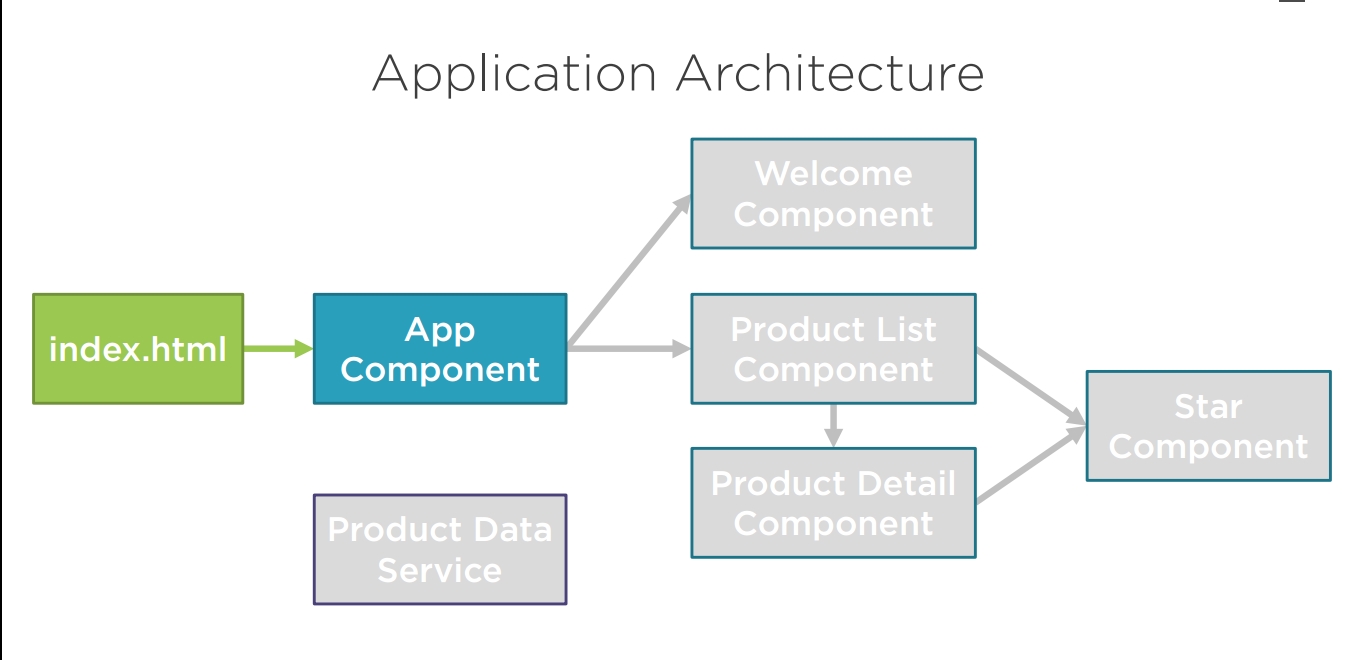 Application Architecture
Welcome
Component
index.html
App
Component
Product List
Component
Star
Component
Product Detail
Component
Product Data
Service